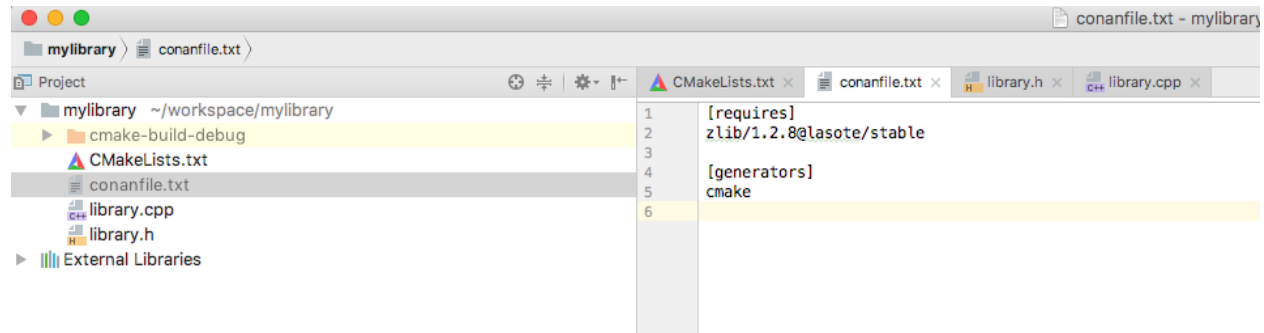 conanfile.txt - mylibrary
mylibrary conanfile.txt
Project
CMakeLists.txt conanfile.txt library.h library.cpp
mylibrary ~/workspace/mylibrary
cmake-build-debug
CMakeLists.txt
conanfile.txt
library.cpp
library.h
External Libraries
1 [requires]
2 zlib/1.2.8@lasote/stable
3
4 [generators]
5 cmake
6